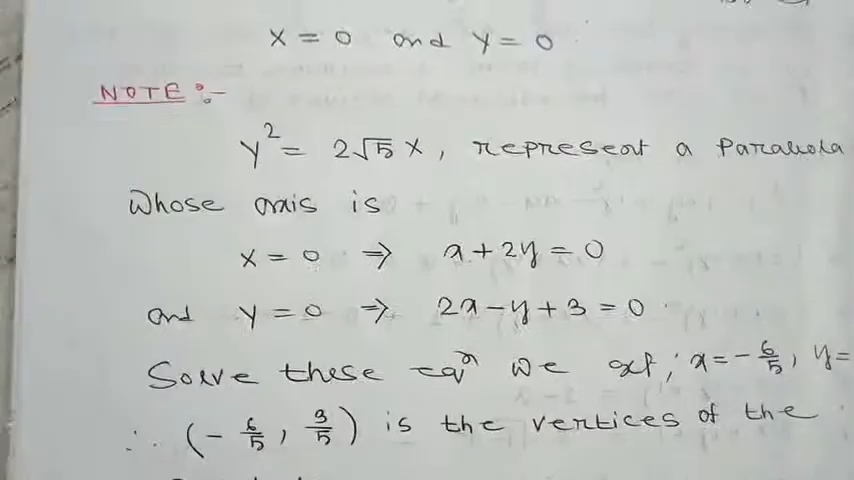 X = 0 and Y = 0
NOTE :-
Y² = 2√5 X, represent a Parabola
Whose axis is
X = 0 ⇒ x + 2y = 0
and Y = 0 ⇒ 2x - y + 3 = 0
Solve these eqⁿ We get, x = - 6/5, y =
∴ (- 6/5, 3/5) is the vertices of the